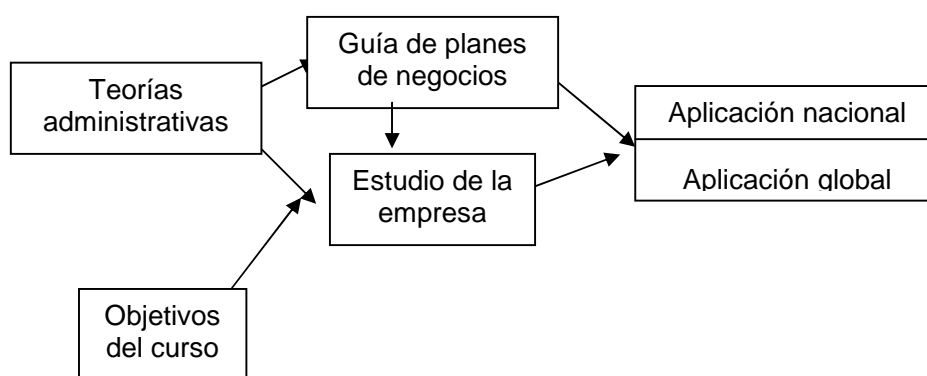 Guía de planes
de negocios
Teorías
administrativas
Aplicación nacional
Aplicación global
Estudio de la
empresa
Objetivos
del curso